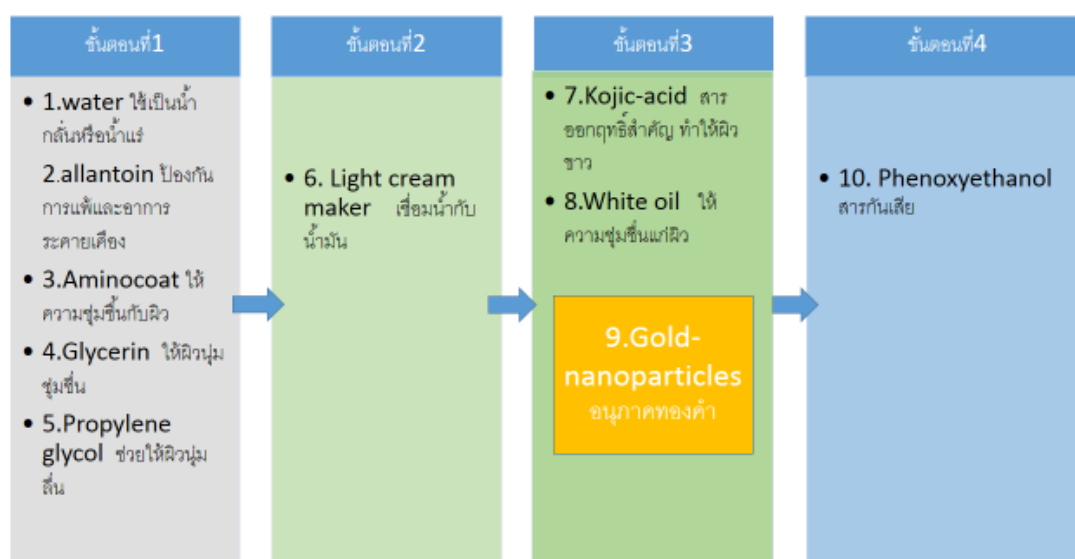 ขั้นตอนที่1
• 1.water ใช้เป็นน้ำ
กลั่นหรือน้ำแร่
2.allantoin ป้องกัน
การแพ้และอาการ
ระคายเคือง
• 3.Aminocoat ให้
ความชุ่มชื้นกับผิว
• 4.Glycerin ให้ผิวนุ่ม
ชุ่มชื่น
• 5.Propylene
glycol ช่วยให้ผิวนุ่ม
ลื่น
ขั้นตอนที่2
• 6. Light cream
maker เชื่อมน้ำกับ
น้ำมัน
ขั้นตอนที่3
• 7.Kojic-acid สาร
ออกฤทธิ์สำคัญ ทำให้ผิว
ขาว
• 8.White oil ให้
ความชุ่มชื่นแก่ผิว
9.Gold-
nanoparticles
อนุภาคทองคำ
ขั้นตอนที่4
• 10. Phenoxyethanol
สารกันเสีย